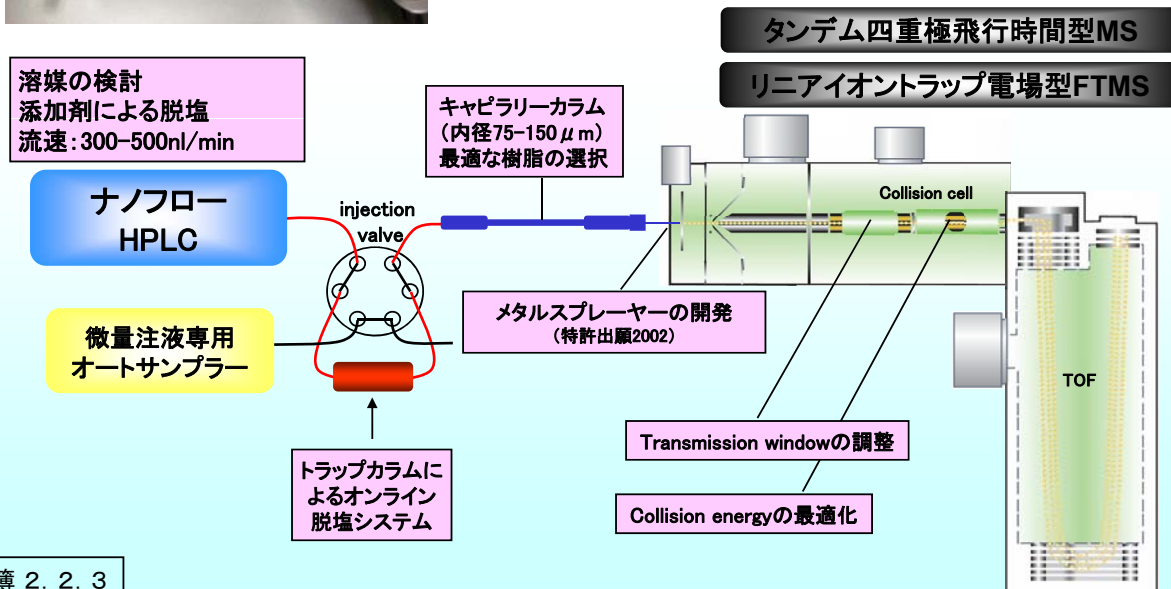 タンデム四重極飛行時間型MS
リニアイオントラップ電場型FTMS
溶媒の検討
添加剤による脱塩
流速：300-500nl/min
キャピラリーカラム
（内径75-150μm）
最適な樹脂の選択
ナノフロー
HPLC
injection
valve
Collision cell
メタルスプレーヤーの開発
（特許出願2002）
微量注液専用
オートサンプラー
TOF
Transmission windowの調整
トラップカラムに
よるオンライン
脱塩システム
Collision energyの最適化
２．２．３